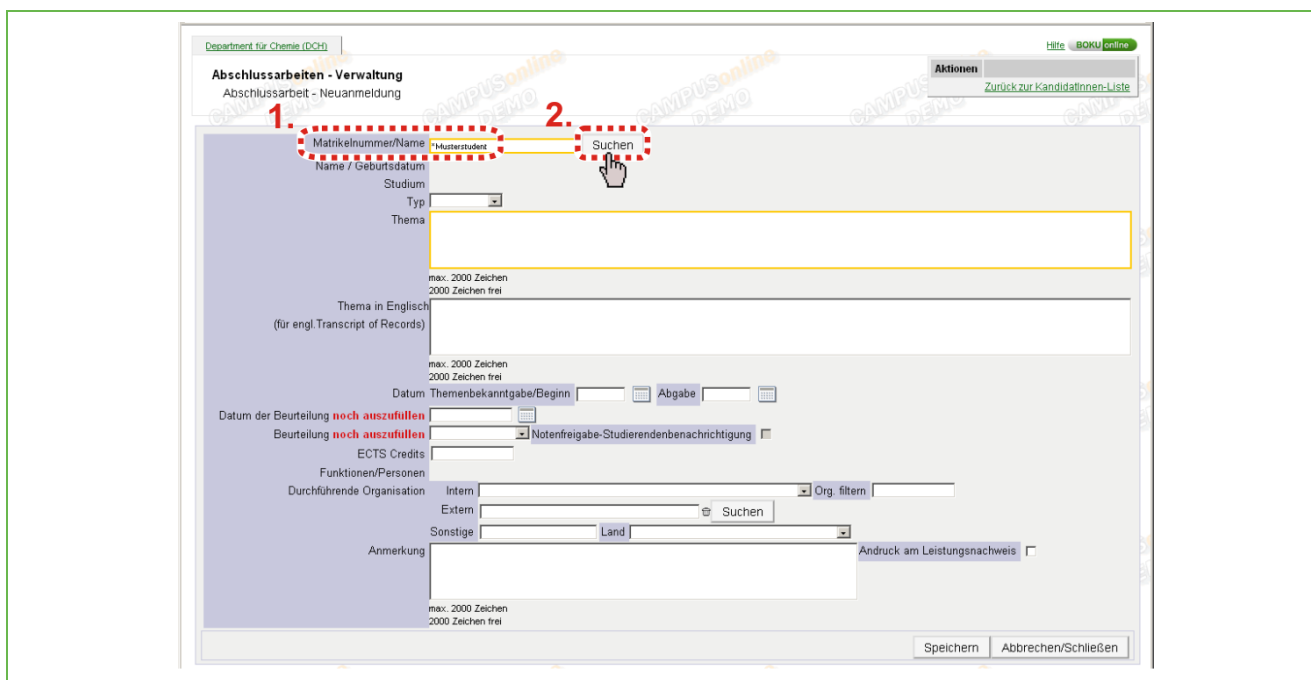 Department für Chemie (DCH)
Hilfe BOKU online
Abschlussarbeiten - Verwaltung
Abschlussarbeit - Neuanmeldung
Aktionen
Zurück zur KandidatInnen-Liste
CAMPUSonline DEMO
1.
2.
Matrikelnummer/Name *Musterstudent Suchen
Name / Geburtsdatum
Studium
Typ
Thema
max. 2000 Zeichen
2000 Zeichen frei
Thema in Englisch
(für engl.Transcript of Records)
max. 2000 Zeichen
2000 Zeichen frei
Datum Themenbekanntgabe/Beginn Abgabe
Datum der Beurteilung noch auszufüllen
Beurteilung noch auszufüllen Notenfreigabe-Studierendenbenachrichtigung
ECTS Credits
Funktionen/Personen
Durchführende Organisation Intern Org. filtern
Extern Suchen
Sonstige Land
Anmerkung Andruck am Leistungsnachweis
max. 2000 Zeichen
2000 Zeichen frei
Speichern Abbrechen/Schließen